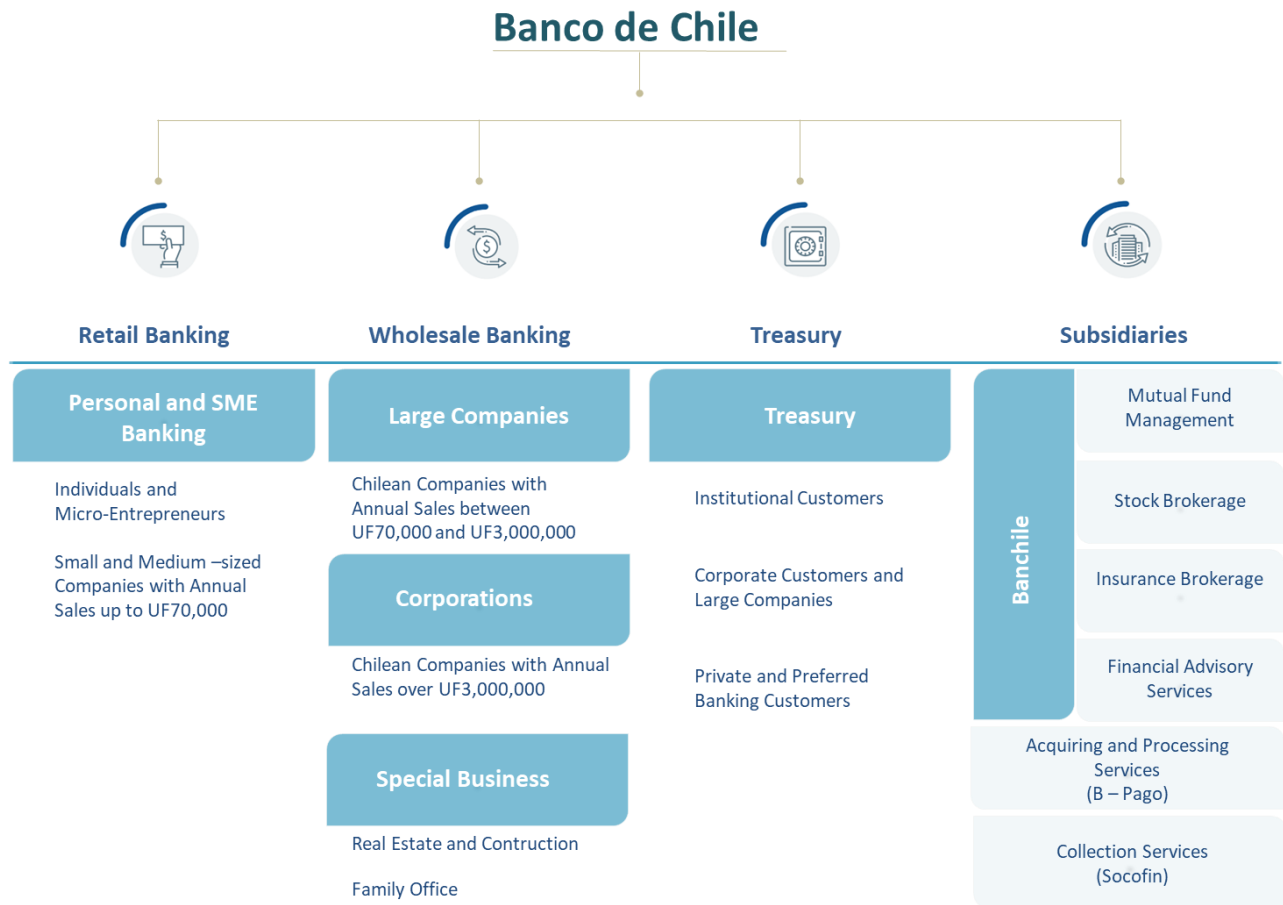 Banco de Chile
Retail Banking
Wholesale Banking
Treasury
Subsidiaries
Personal and SME
Banking
Individuals and
Micro-Entrepreneurs
Small and Medium –sized
Companies with Annual
Sales up to UF70,000
Large Companies
Chilean Companies with
Annual Sales between
UF70,000 and UF3,000,000
Corporations
Chilean Companies with Annual
Sales over UF3,000,000
Special Business
Real Estate and Contruction
Family Office
Treasury
Institutional Customers
Corporate Customers and
Large Companies
Private and Preferred
Banking Customers
Banchile
Mutual Fund
Management
Stock Brokerage
Insurance Brokerage
Financial Advisory
Services
Acquiring and Processing
Services
(B – Pago)
Collection Services
(Socofin)